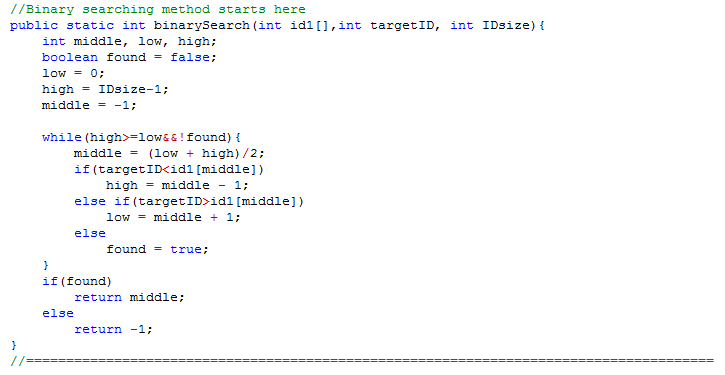 //Binary searching method starts here
public static int binarySearch(int id1[],int targetID, int IDsize){
    int middle, low, high;
    boolean found = false;
    low = 0;
    high = IDsize-1;
    middle = -1;

    while(high>=low&&!found){
        middle = (low + high)/2;
        if(targetID<id1[middle])
            high = middle - 1;
        else if(targetID>id1[middle])
            low = middle + 1;
        else
            found = true;
    }
    if(found)
        return middle;
    else
        return -1;
}
//======================================================================================